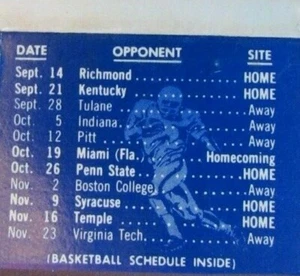 DATE OPPONENT SITE
Sept. 14 Richmond.............HOME
Sept. 21 Kentucky.............HOME
Sept. 28 Tulane...............Away
Oct. 5 Indiana..............Away
Oct. 12 Pitt.................Away
Oct. 19 Miami (Fla.)....Homecoming
Oct. 26 Penn State...........HOME
Nov. 2 Boston College.......Away
Nov. 9 Syracuse.............HOME
Nov. 16 Temple...............HOME
Nov. 23 Virginia Tech........Away
(BASKETBALL SCHEDULE INSIDE)